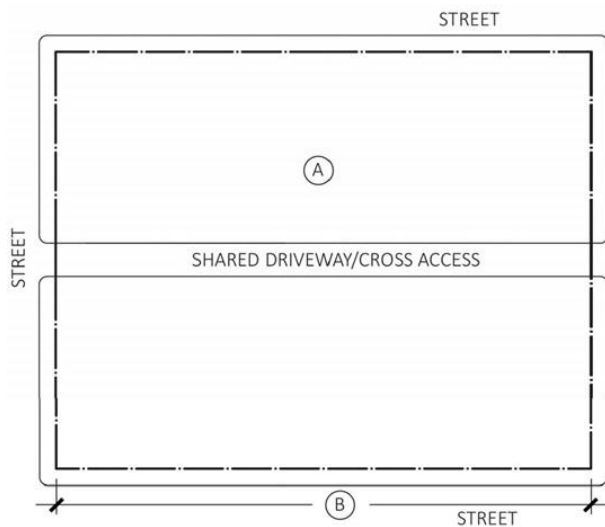 STREET
A
SHARED DRIVEWAY/CROSS ACCESS
STREET
B
STREET